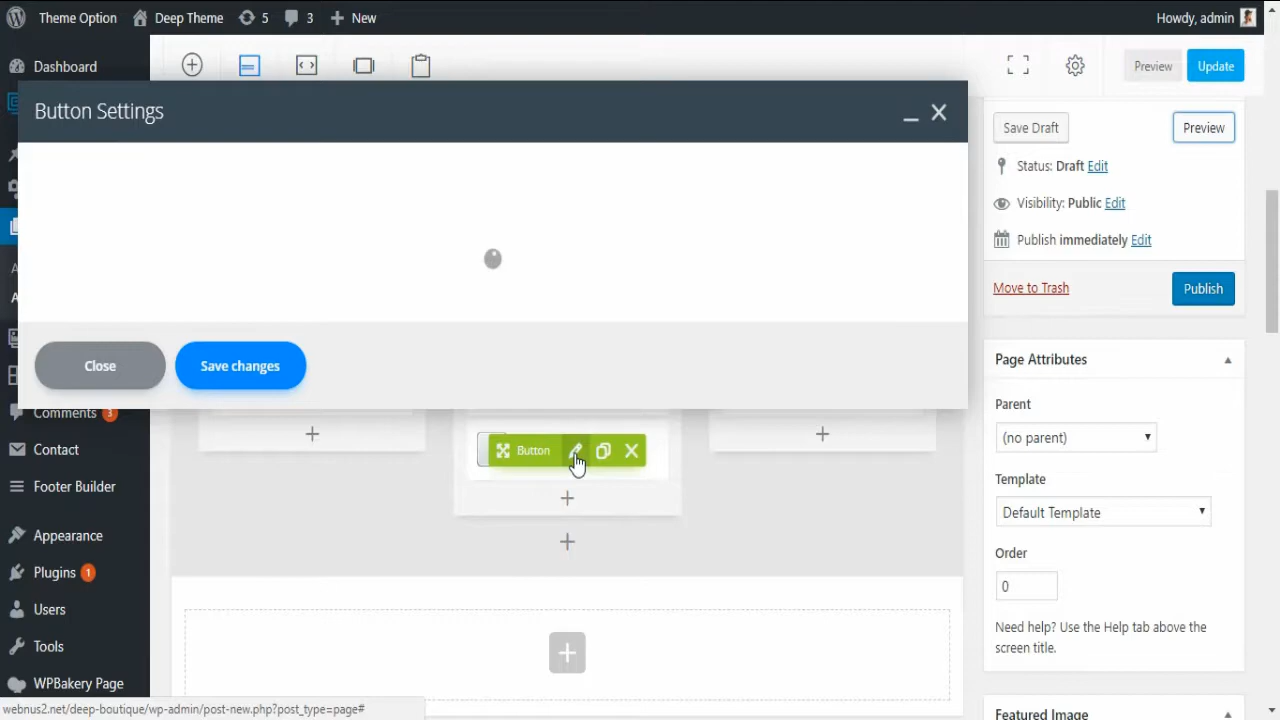 Theme Option Deep Theme 5 3 New Howdy, admin
Dashboard
Preview Update
Button Settings
Save Draft Preview
Status: Draft Edit
Visibility: Public Edit
Publish immediately Edit
Move to Trash Publish
Close Save changes
Page Attributes
Parent
(no parent)
Template
Default Template
Order
0
Need help? Use the Help tab above the
screen title.
Featured Image
Button
Comments 3
Contact
Footer Builder
Appearance
Plugins 1
Users
Tools
WPBakery Page
webnus2.net/deep-boutique/wp-admin/post-new.php?post_type=page#